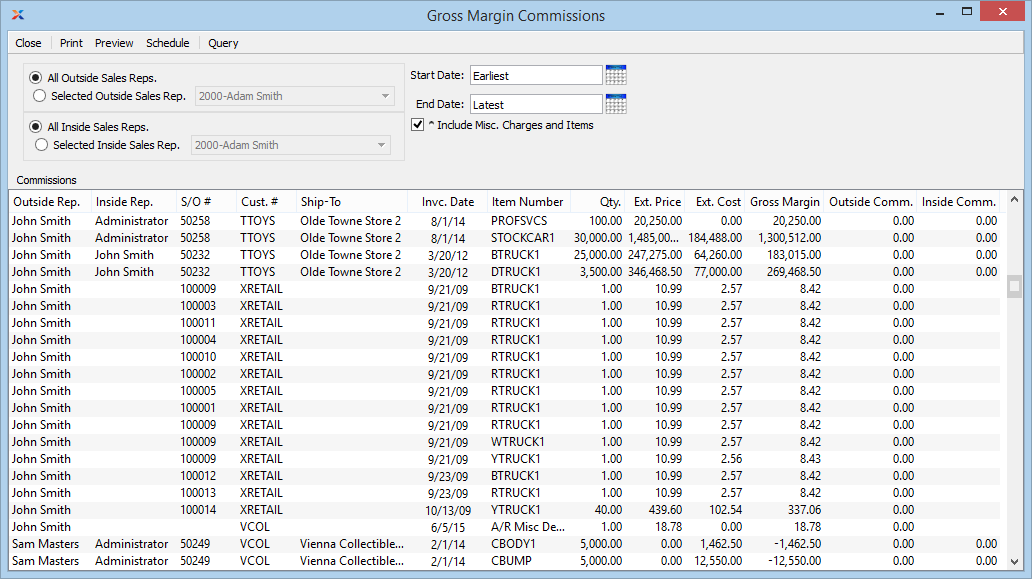 Gross Margin Commissions
Close Print Preview Schedule Query
All Outside Sales Reps.
Selected Outside Sales Rep. 2000-Adam Smith
All Inside Sales Reps.
Selected Inside Sales Rep. 2000-Adam Smith
Start Date: Earliest
End Date: Latest
^ Include Misc. Charges and Items
Commissions
Outside Rep. Inside Rep. S/O # Cust. # Ship-To Invc. Date Item Number Qty. Ext. Price Ext. Cost Gross Margin Outside Comm. Inside Comm.
John Smith Administrator 50258 TTOYS Olde Towne Store 2 8/1/14 PROFSVCS 100.00 20,250.00 0.00 20,250.00 0.00 0.00
John Smith Administrator 50258 TTOYS Olde Towne Store 2 8/1/14 STOCKCAR1 30,000.00 1,485,00... 184,488.00 1,300,512.00 0.00 0.00
John Smith John Smith 50232 TTOYS Olde Towne Store 2 3/20/12 BTRUCK1 25,000.00 247,275.00 64,260.00 183,015.00 0.00 0.00
John Smith John Smith 50232 TTOYS Olde Towne Store 2 3/20/12 DTRUCK1 3,500.00 346,468.50 77,000.00 269,468.50 0.00 0.00
John Smith 100009 XRETAIL 9/21/09 BTRUCK1 1.00 10.99 2.57 8.42 0.00
John Smith 100003 XRETAIL 9/21/09 RTRUCK1 1.00 10.99 2.57 8.42 0.00
John Smith 100011 XRETAIL 9/21/09 RTRUCK1 1.00 10.99 2.57 8.42 0.00
John Smith 100004 XRETAIL 9/21/09 RTRUCK1 1.00 10.99 2.57 8.42 0.00
John Smith 100010 XRETAIL 9/21/09 RTRUCK1 1.00 10.99 2.57 8.42 0.00
John Smith 100002 XRETAIL 9/21/09 RTRUCK1 1.00 10.99 2.57 8.42 0.00
John Smith 100005 XRETAIL 9/21/09 RTRUCK1 1.00 10.99 2.57 8.42 0.00
John Smith 100001 XRETAIL 9/21/09 RTRUCK1 1.00 10.99 2.57 8.42 0.00
John Smith 100009 XRETAIL 9/21/09 RTRUCK1 1.00 10.99 2.57 8.42 0.00
John Smith 100009 XRETAIL 9/21/09 WTRUCK1 1.00 10.99 2.57 8.42 0.00
John Smith 100009 XRETAIL 9/21/09 YTRUCK1 1.00 10.99 2.56 8.43 0.00
John Smith 100012 XRETAIL 9/23/09 BTRUCK1 1.00 10.99 2.57 8.42 0.00
John Smith 100013 XRETAIL 9/23/09 RTRUCK1 1.00 10.99 2.57 8.42 0.00
John Smith 100014 XRETAIL 10/13/09 YTRUCK1 40.00 439.60 102.54 337.06 0.00
John Smith VCOL 6/5/15 A/R Misc De... 1.00 18.78 0.00 18.78 0.00
Sam Masters Administrator 50249 VCOL Vienna Collectible... 2/1/14 CBODY1 5,000.00 0.00 1,462.50 -1,462.50 0.00 0.00
Sam Masters Administrator 50249 VCOL Vienna Collectible... 2/1/14 CBUMP 5,000.00 0.00 12,550.00 -12,550.00 0.00 0.00